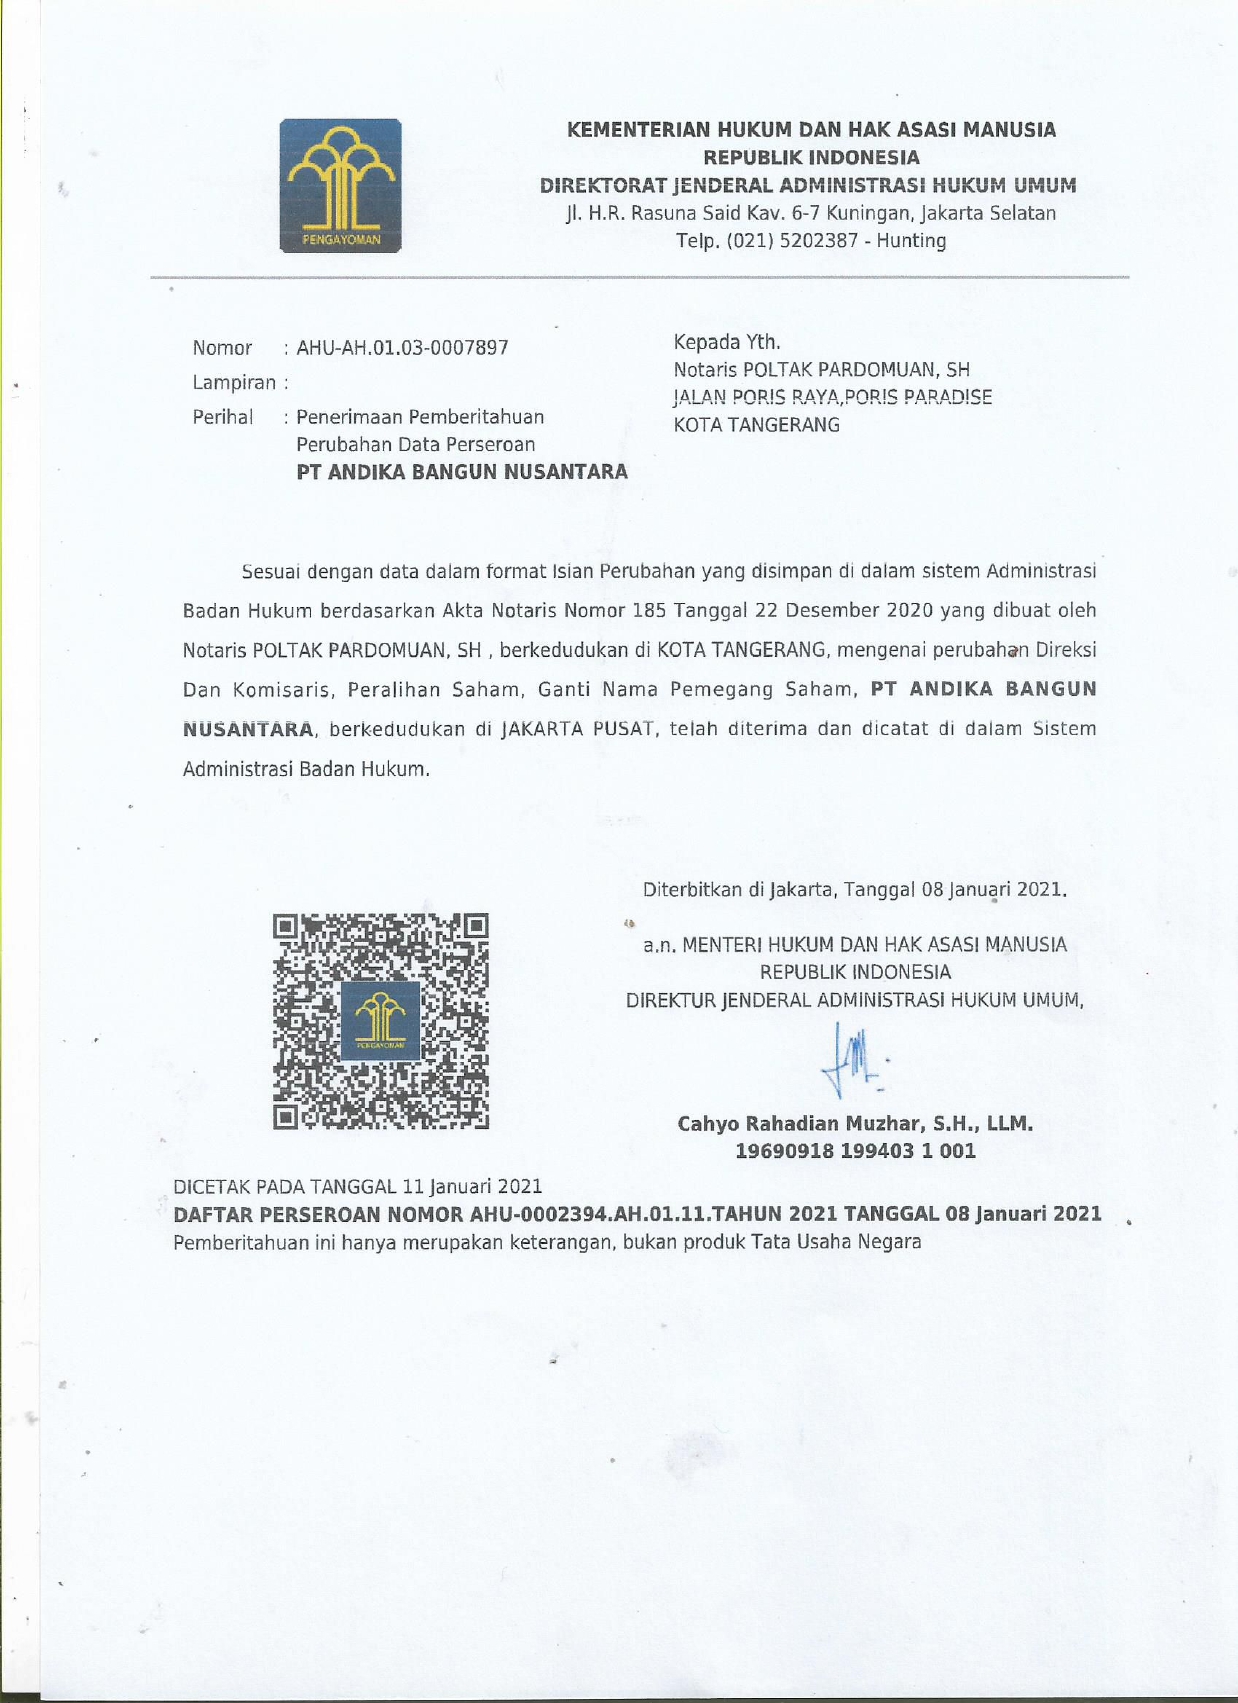 PENGAYOMAN
KEMENTERIAN HUKUM DAN HAK ASASI MANUSIA
REPUBLIK INDONESIA
DIREKTORAT JENDERAL ADMINISTRASI HUKUM UMUM
Jl. H.R. Rasuna Said Kav. 6-7 Kuningan, Jakarta Selatan
Telp. (021) 5202387 - Hunting
Nomor : AHU-AH.01.03-0007897
Lampiran :
Perihal : Penerimaan Pemberitahuan
Perubahan Data Perseroan
PT ANDIKA BANGUN NUSANTARA
Kepada Yth.
Notaris POLTAK PARDOMUAN, SH
JALAN PORIS RAYA,PORIS PARADISE
KOTA TANGERANG
Sesuai dengan data dalam format Isian Perubahan yang disimpan di dalam sistem Administrasi
Badan Hukum berdasarkan Akta Notaris Nomor 185 Tanggal 22 Desember 2020 yang dibuat oleh
Notaris POLTAK PARDOMUAN, SH , berkedudukan di KOTA TANGERANG, mengenai perubahan Direksi
Dan Komisaris, Peralihan Saham, Ganti Nama Pemegang Saham, PT ANDIKA BANGUN
NUSANTARA, berkedudukan di JAKARTA PUSAT, telah diterima dan dicatat di dalam Sistem
Administrasi Badan Hukum.
Diterbitkan di Jakarta, Tanggal 08 Januari 2021.
a.n. MENTERI HUKUM DAN HAK ASASI MANUSIA
REPUBLIK INDONESIA
DIREKTUR JENDERAL ADMINISTRASI HUKUM UMUM,
PENGAYOMAN
Cahyo Rahadian Muzhar, S.H., LLM.
19690918 199403 1 001
DICETAK PADA TANGGAL 11 Januari 2021
DAFTAR PERSEROAN NOMOR AHU-0002394.AH.01.11.TAHUN 2021 TANGGAL 08 Januari 2021
Pemberitahuan ini hanya merupakan keterangan, bukan produk Tata Usaha Negara